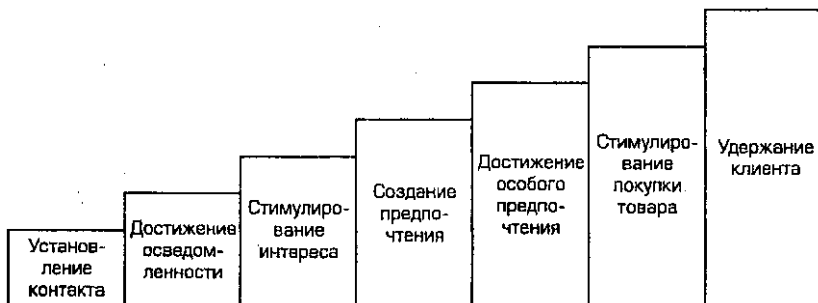 Установ-
ление
контакта
Достижение
осведом-
ленности
Стимулиро-
вание
интереса
Создание
предпо-
чтения
Достижение
особого
предпо-
чтения
Стимулиро-
вание
покупки
товара
Удержание
клиента